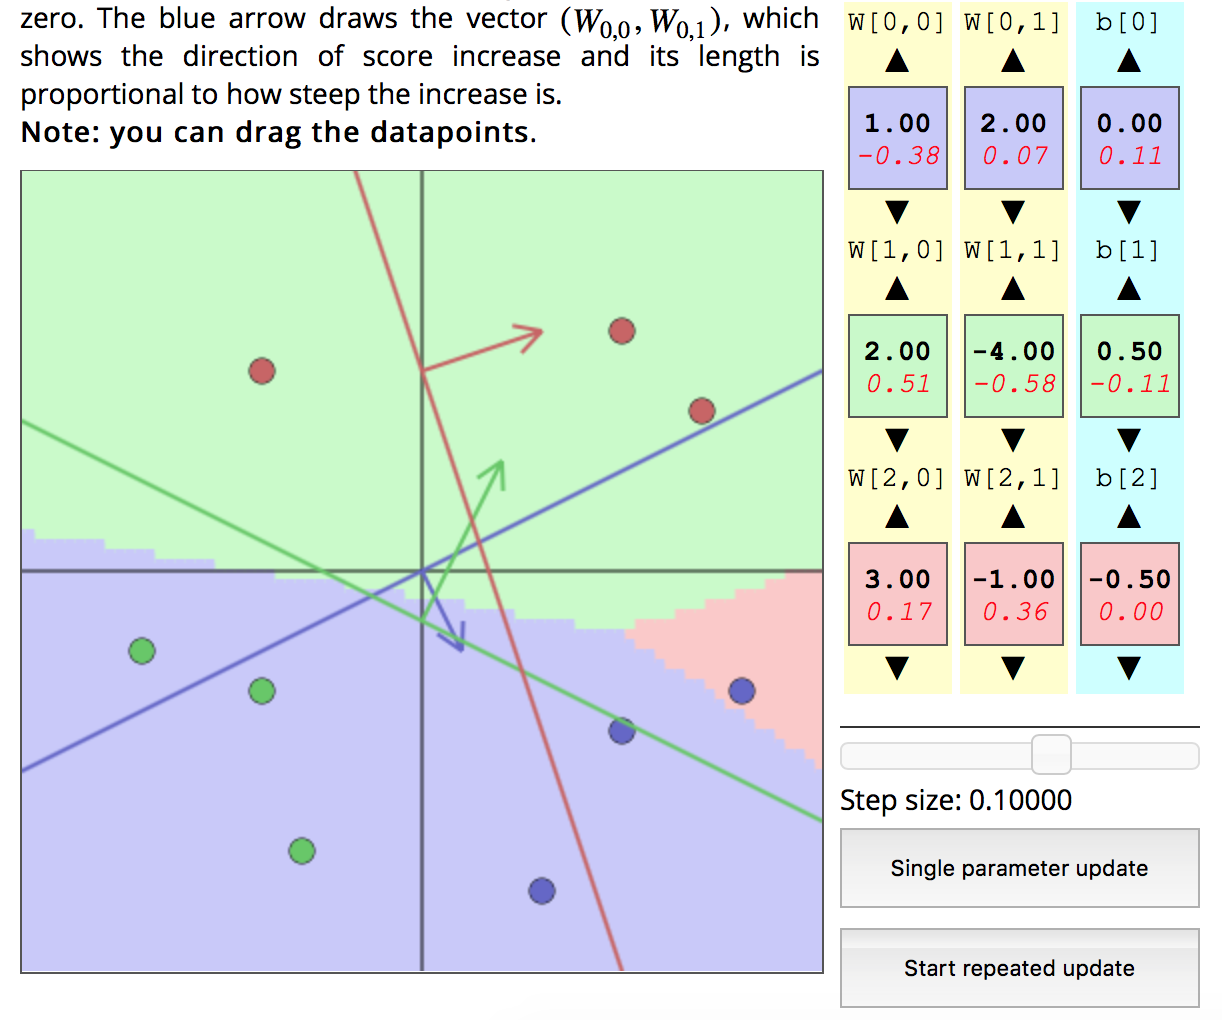 zero. The blue arrow draws the vector (W0,0, W0,1), which
shows the direction of score increase and its length is
proportional to how steep the increase is.
Note: you can drag the datapoints.
W[0,0] W[0,1] b[0]
▲ ▲ ▲
1.00 2.00 0.00
-0.38 0.07 0.11
▼ ▼ ▼
W[1,0] W[1,1] b[1]
▲ ▲ ▲
2.00 -4.00 0.50
0.51 -0.58 -0.11
▼ ▼ ▼
W[2,0] W[2,1] b[2]
▲ ▲ ▲
3.00 -1.00 -0.50
0.17 0.36 0.00
▼ ▼ ▼
Step size: 0.10000
Single parameter update
Start repeated update